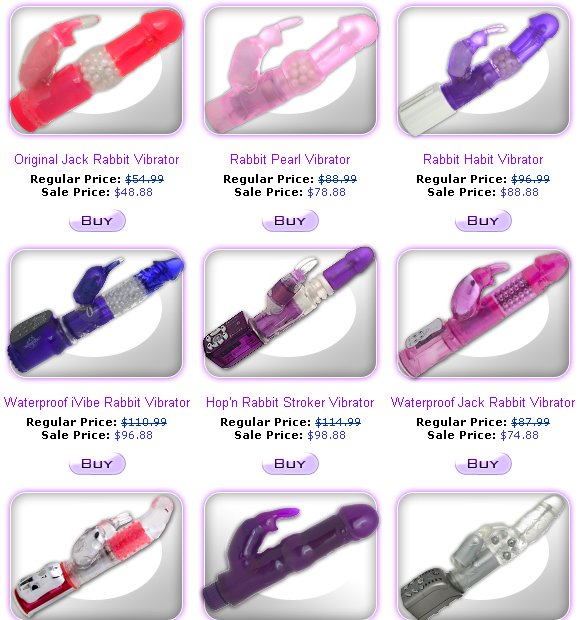 Original Jack Rabbit Vibrator
Regular Price: $54.99
Sale Price: $48.88
BUY
Rabbit Pearl Vibrator
Regular Price: $88.99
Sale Price: $78.88
BUY
Rabbit Habit Vibrator
Regular Price: $96.99
Sale Price: $88.88
BUY
Waterproof iVibe Rabbit Vibrator
Regular Price: $110.99
Sale Price: $96.88
BUY
Hop'n Rabbit Stroker Vibrator
Regular Price: $114.99
Sale Price: $98.88
BUY
Waterproof Jack Rabbit Vibrator
Regular Price: $87.99
Sale Price: $74.88
BUY